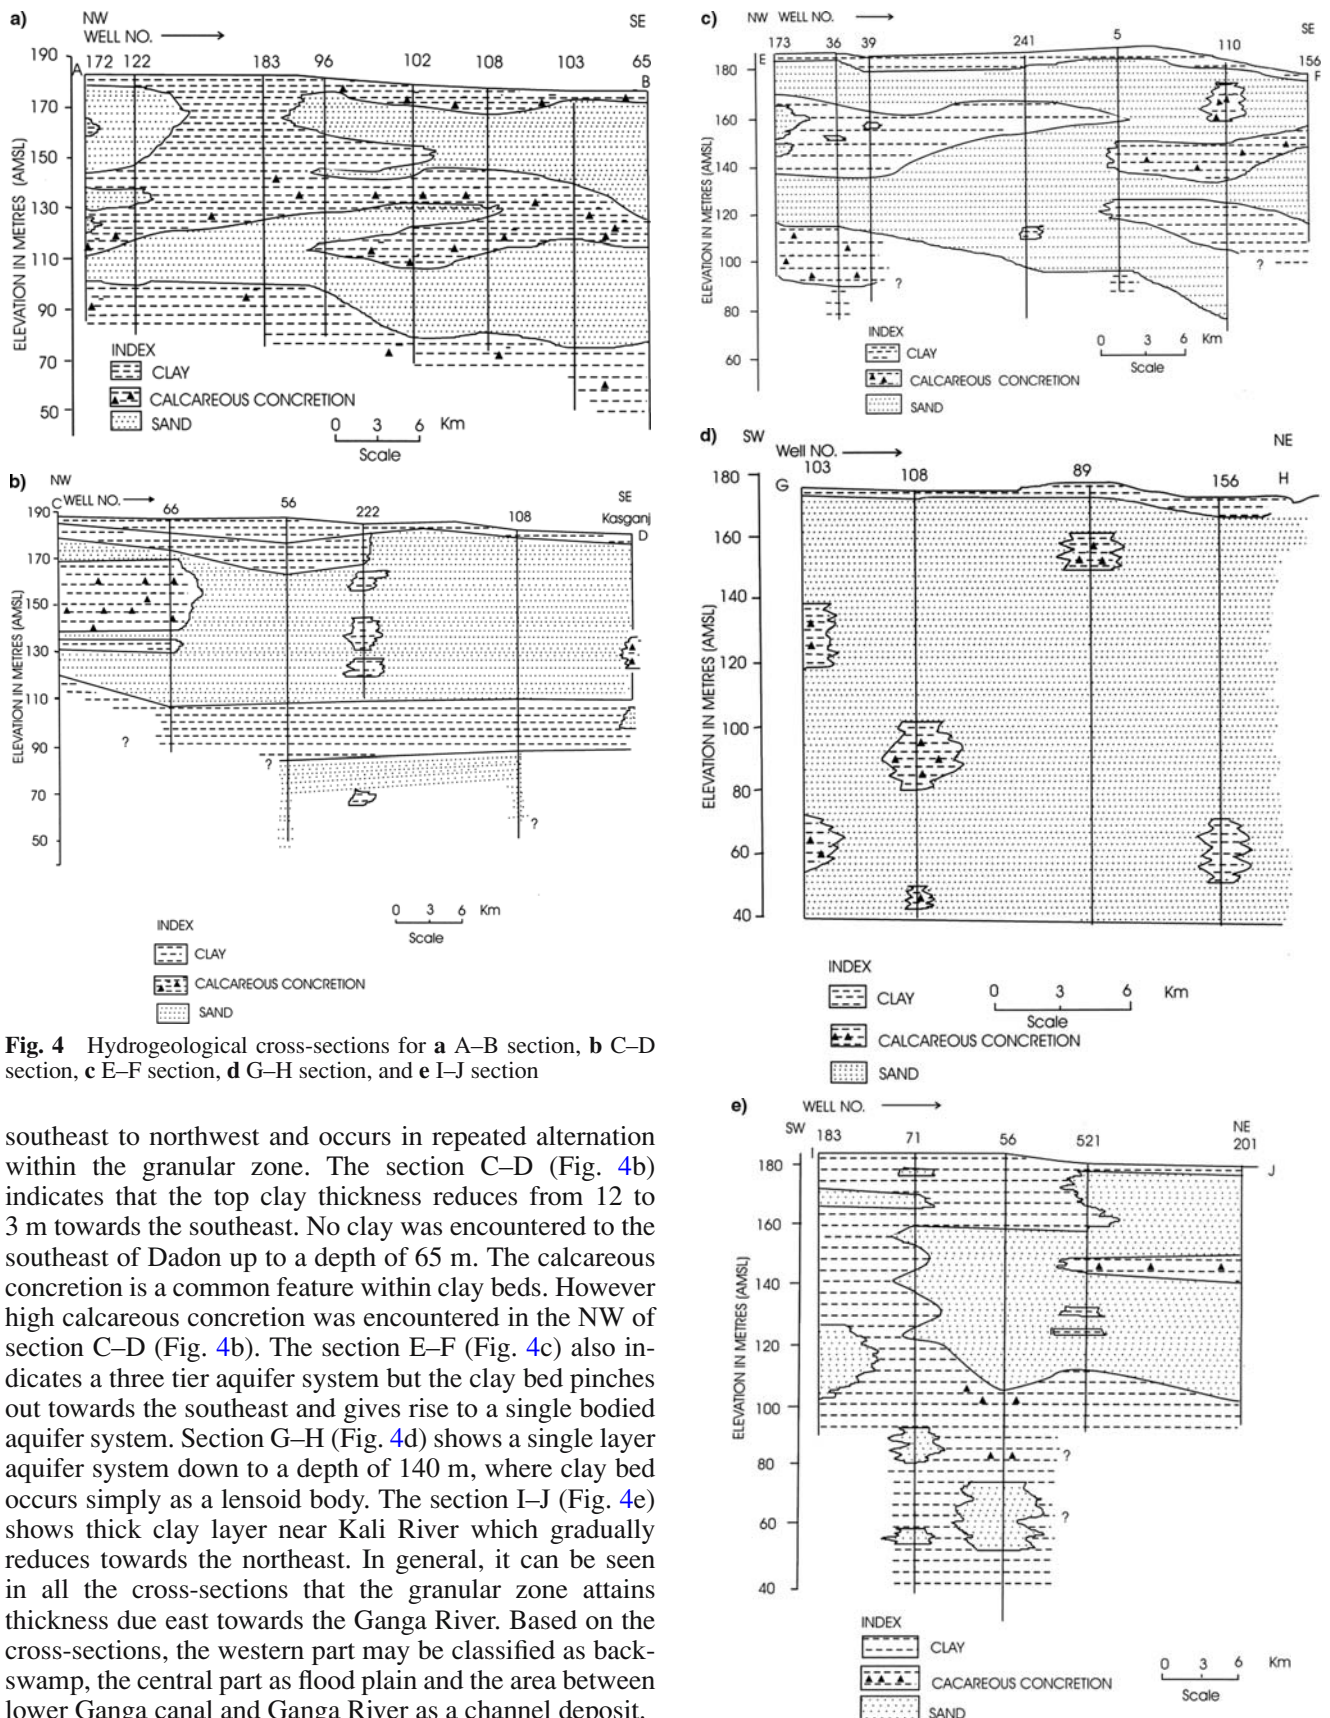 a)
NW
SE
WELL NO.
172 122 183 96 102 108 103 65
A
B
190
170
150
130
110
90
70
50
ELEVATION IN METRES (AMSL)
INDEX
CLAY
CALCAREOUS CONCRETION
SAND
0 3 6 Km
Scale
b)
NW
SE
C WELL NO.
66 56 222 108 Kasganj
D
190
170
150
130
110
90
70
50
ELEVATION IN METRES (AMSL)
?
?
?
0 3 6 Km
Scale
INDEX
CLAY
CALCAREOUS CONCRETION
SAND
Fig. 4 Hydrogeological cross-sections for a A–B section, b C–D
section, c E–F section, d G–H section, and e I–J section
southeast to northwest and occurs in repeated alternation
within the granular zone. The section C–D (Fig. 4b)
indicates that the top clay thickness reduces from 12 to
3 m towards the southeast. No clay was encountered to the
southeast of Dadon up to a depth of 65 m. The calcareous
concretion is a common feature within clay beds. However
high calcareous concretion was encountered in the NW of
section C–D (Fig. 4b). The section E–F (Fig. 4c) also in-
dicates a three tier aquifer system but the clay bed pinches
out towards the southeast and gives rise to a single bodied
aquifer system. Section G–H (Fig. 4d) shows a single layer
aquifer system down to a depth of 140 m, where clay bed
occurs simply as a lensoid body. The section I–J (Fig. 4e)
shows thick clay layer near Kali River which gradually
reduces towards the northeast. In general, it can be seen
in all the cross-sections that the granular zone attains
thickness due east towards the Ganga River. Based on the
cross-sections, the western part may be classified as back-
swamp, the central part as flood plain and the area between
lower Ganga canal and Ganga River as a channel deposit.
c)
NW WELL NO.
SE
173 36 39 241 5 110 156
E
F
180
160
140
120
100
80
60
ELEVATION IN METRES (AMSL)
?
?
INDEX
CLAY
CALCAREOUS CONCRETION
SAND
0 3 6 Km
Scale
d)
SW
NE
Well NO.
103 108 89 156
G
H
180
160
140
120
100
80
60
40
ELEVATION IN METRES (AMSL)
INDEX
CLAY
CALCAREOUS CONCRETION
SAND
0 3 6 Km
Scale
e)
WELL NO.
SW
NE
183 71 56 521 201
I
J
180
160
140
120
100
80
60
40
ELEVATION IN METRES (AMSL)
?
?
INDEX
CLAY
CACAREOUS CONCRETION
SAND
0 3 6 Km
Scale